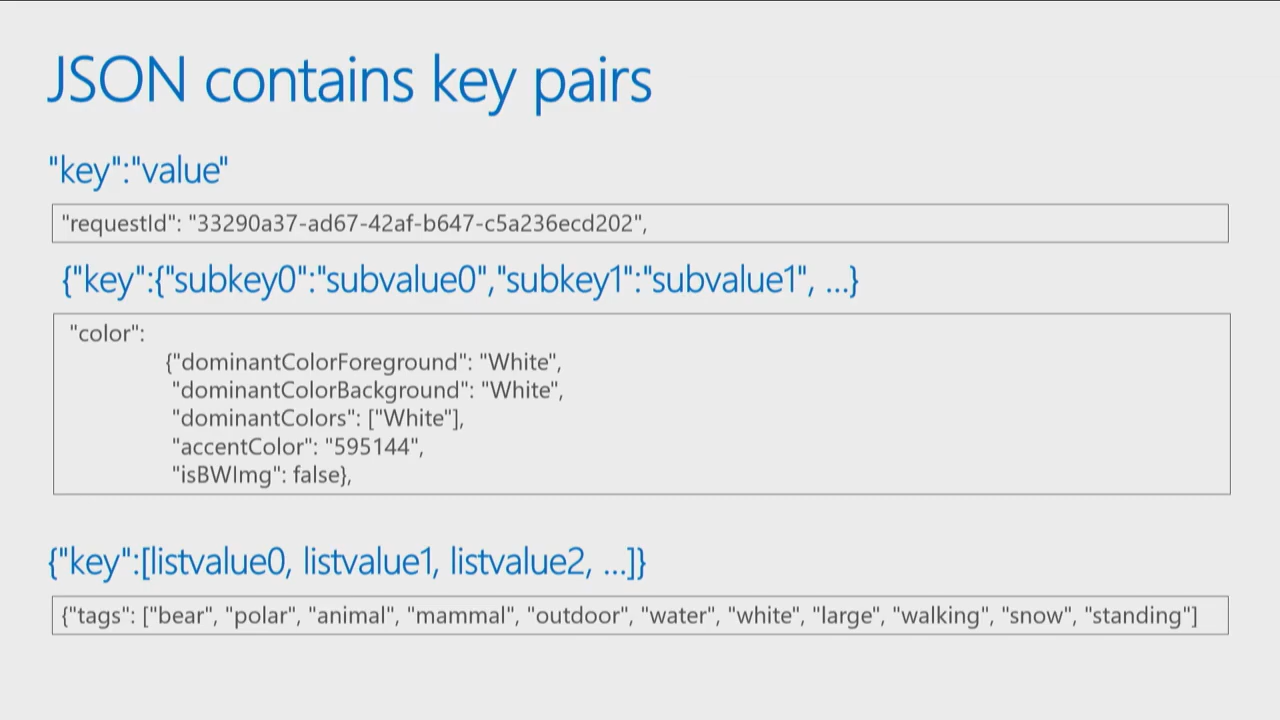 JSON contains key pairs
"key":"value"
"requestId": "33290a37-ad67-42af-b647-c5a236ecd202",
{"key":{"subkey0":"subvalue0","subkey1":"subvalue1", ...}
"color":
{"dominantColorForeground": "White",
"dominantColorBackground": "White",
"dominantColors": ["White"],
"accentColor": "595144",
"isBWImg": false},
{"key":[listvalue0, listvalue1, listvalue2, ...]}
{"tags": ["bear", "polar", "animal", "mammal", "outdoor", "water", "white", "large", "walking", "snow", "standing"]